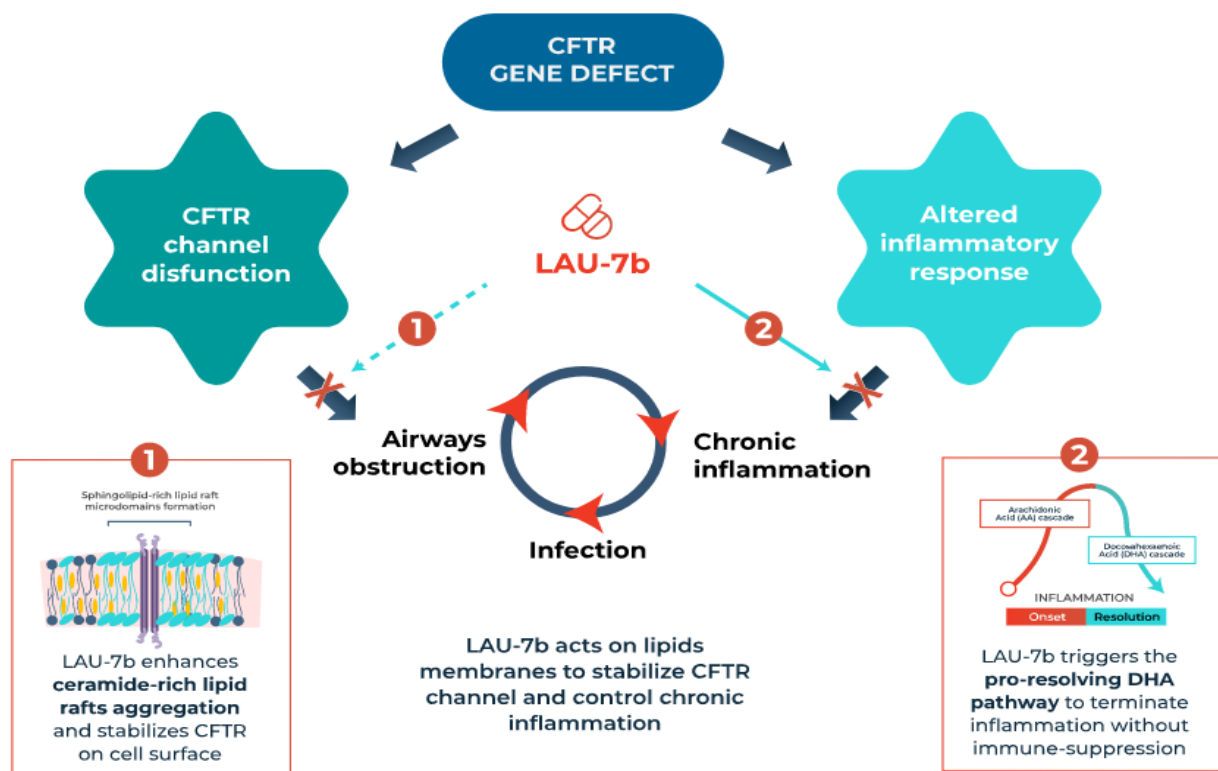 CFTR
GENE DEFECT
CFTR
channel
disfunction
LAU-7b
Altered
inflammatory
response
1
2
Airways
obstruction
Chronic
inflammation
Infection
1
Sphingolipid-rich lipid raft
microdomains formation
LAU-7b enhances
ceramide-rich lipid
rafts aggregation
and stabilizes CFTR
on cell surface
LAU-7b acts on lipids
membranes to stabilize CFTR
channel and control chronic
inflammation
2
Arachidonic
Acid (AA) cascade
Docosahexaenoic
Acid (DHA) cascade
INFLAMMATION
Onset
Resolution
LAU-7b triggers the
pro-resolving DHA
pathway to terminate
inflammation without
immune-suppression